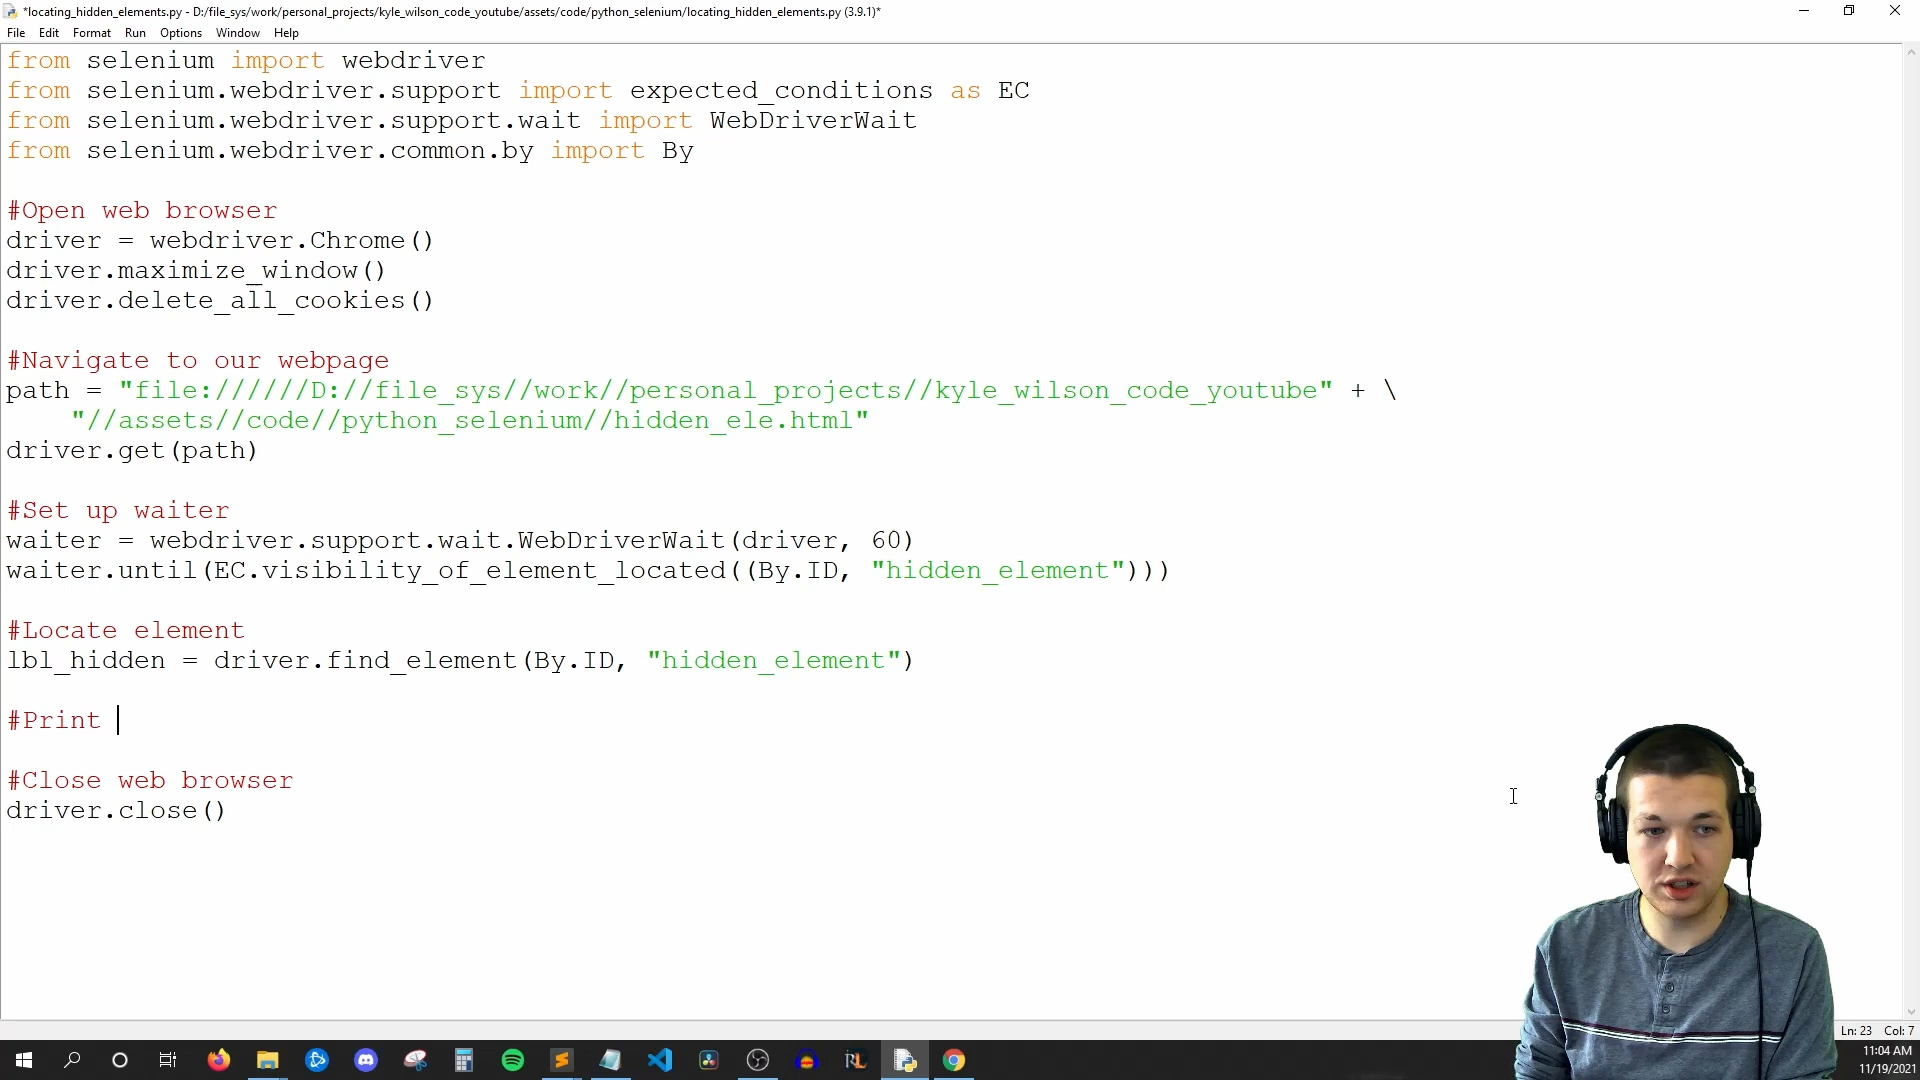 *locating_hidden_elements.py - D:/file_sys/work/personal_projects/kyle_wilson_code_youtube/assets/code/python_selenium/locating_hidden_elements.py (3.9.1)*
File Edit Format Run Options Window Help
from selenium import webdriver
from selenium.webdriver.support import expected_conditions as EC
from selenium.webdriver.support.wait import WebDriverWait
from selenium.webdriver.common.by import By
#Open web browser
driver = webdriver.Chrome()
driver.maximize_window()
driver.delete_all_cookies()
#Navigate to our webpage
path = "file://////D://file_sys//work//personal_projects//kyle_wilson_code_youtube" + \
"//assets//code//python_selenium//hidden_ele.html"
driver.get(path)
#Set up waiter
waiter = webdriver.support.wait.WebDriverWait(driver, 60)
waiter.until(EC.visibility_of_element_located((By.ID, "hidden_element")))
#Locate element
lbl_hidden = driver.find_element(By.ID, "hidden_element")
#Print
#Close web browser
driver.close()
Ln: 23 Col: 7
RL
11:04 AM
11/19/2021